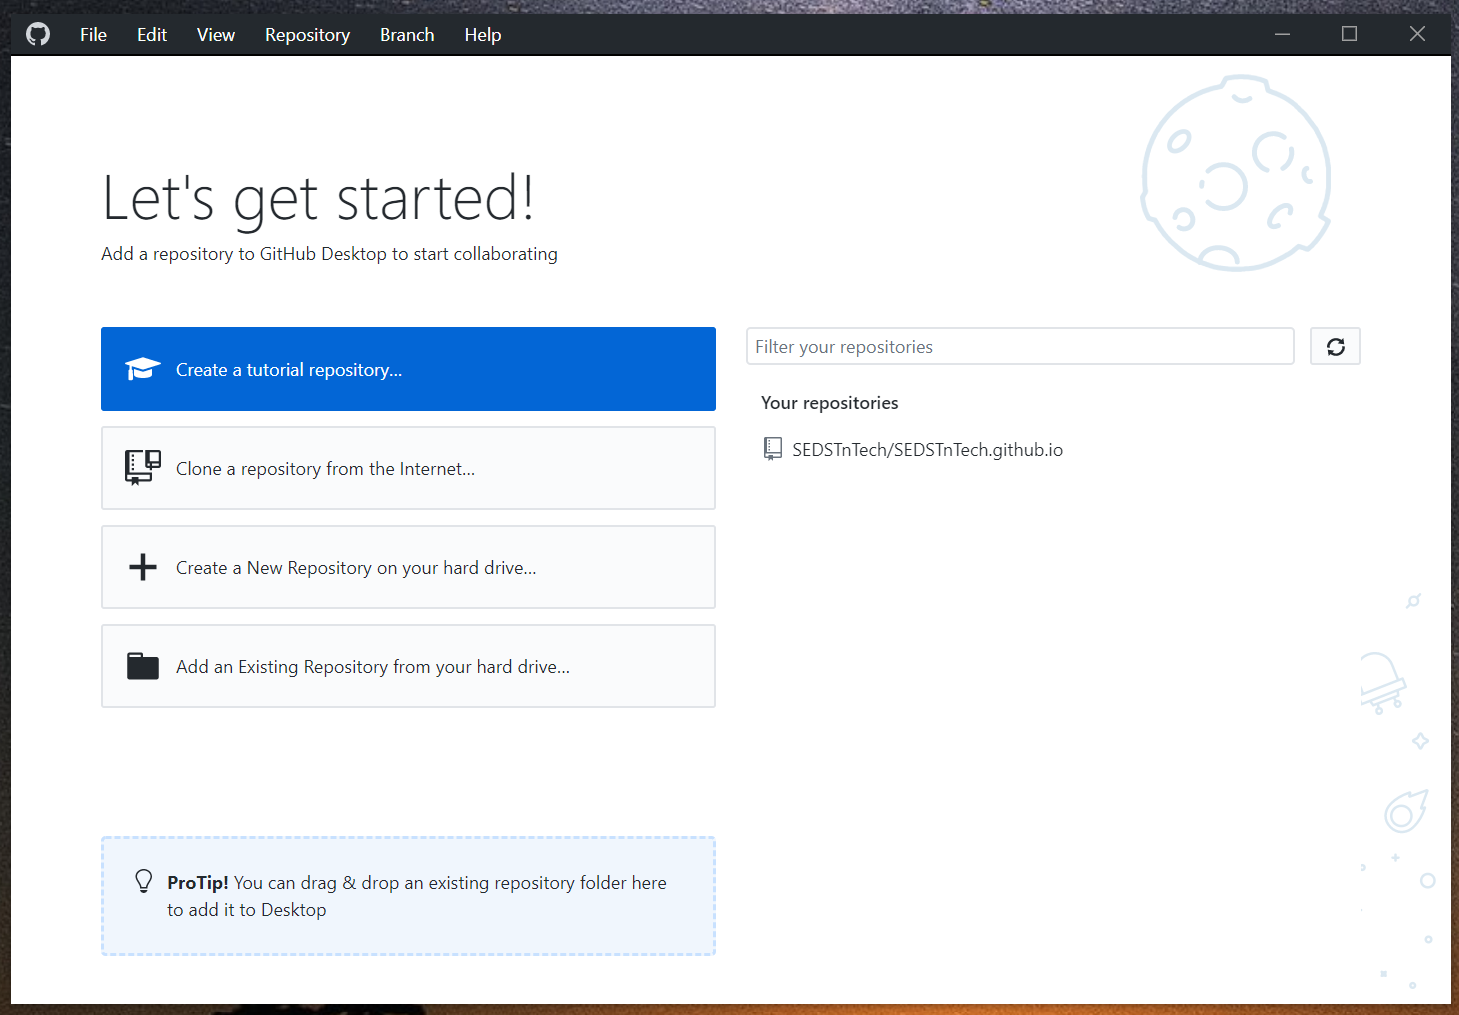 File Edit View Repository Branch Help
Let's get started!
Add a repository to GitHub Desktop to start collaborating
Create a tutorial repository...
Clone a repository from the Internet...
Create a New Repository on your hard drive...
Add an Existing Repository from your hard drive...
ProTip! You can drag & drop an existing repository folder here
to add it to Desktop
Filter your repositories
Your repositories
SEDSTnTech/SEDSTnTech.github.io